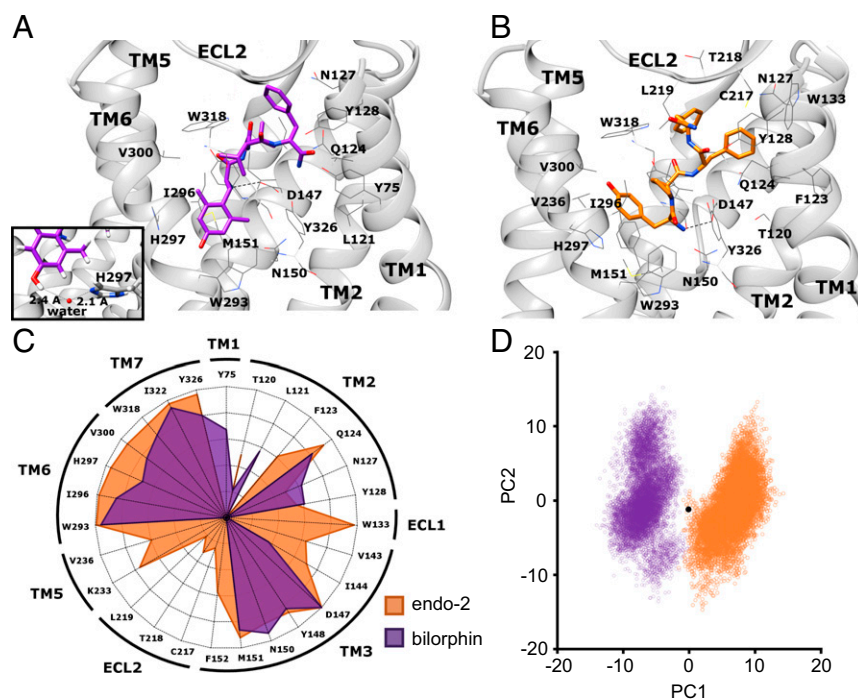 A
ECL2
TM5
N127
Y128
TM6
W318
Q124
V300
I296
D147
Y75
Y326
H297
M151
L121
H297
N150
TM1
2.4 A
2.1 A
water
W293
TM2
B
ECL2
T218
TM5
N127
L219
C217
W133
W318
TM6
Y128
V300
Q124
V236
I296
D147
F123
T120
H297
Y326
M151
N150
TM1
W293
TM2
C
TM1
TM7
Y75
Y326
T120
TM2
I322
L121
W318
F123
V300
Q124
TM6
H297
N127
I296
Y128
W293
W133
ECL1
V236
V143
TM5
K233
I144
L219
D147
T218
Y148
TM3
C217
N150
F152
M151
ECL2
endo-2
bilorphin
D
20
10
0
-10
-20
PC2
-20
-10
0
10
20
PC1